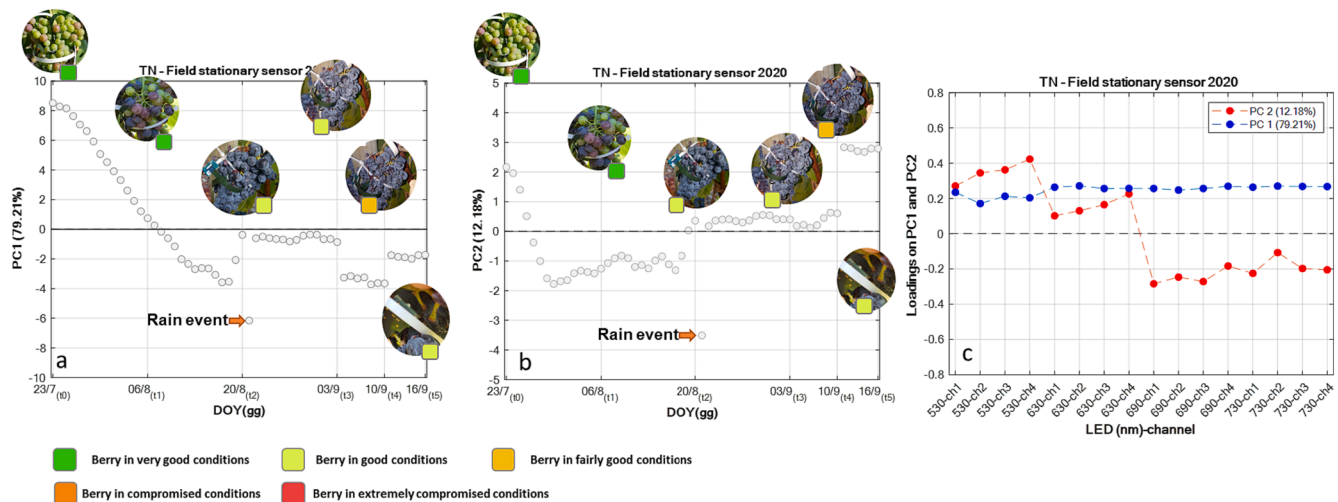 TN - Field stationary sensor 2
10
8
6
4
2
0
-2
-4
-6
-8
-10
PC1 (79.21%)
Rain event
a
23/7(t0)
06/8(t1)
20/8(t2)
03/9(t3)
10/9(t4)
16/9(t5)
DOY(gg)
TN - Field stationary sensor 2020
5
4
3
2
1
0
-1
-2
-3
-4
-5
PC2 (12.18%)
Rain event
b
23/7(t0)
06/8(t1)
20/8(t2)
03/9(t3)
10/9(t4)
16/9(t5)
DOY(gg)
TN - Field stationary sensor 2020
0.8
0.6
0.4
0.2
0
-0.2
-0.4
-0.6
-0.8
Loadings on PC1 and PC2
PC 2 (12.18%)
PC 1 (79.21%)
c
530-ch1
530-ch2
530-ch3
530-ch4
630-ch1
630-ch2
630-ch3
630-ch4
690-ch1
690-ch2
690-ch3
690-ch4
730-ch1
730-ch2
730-ch3
730-ch4
LED (nm)-channel
Berry in very good conditions
Berry in good conditions
Berry in fairly good conditions
Berry in compromised conditions
Berry in extremely compromised conditions